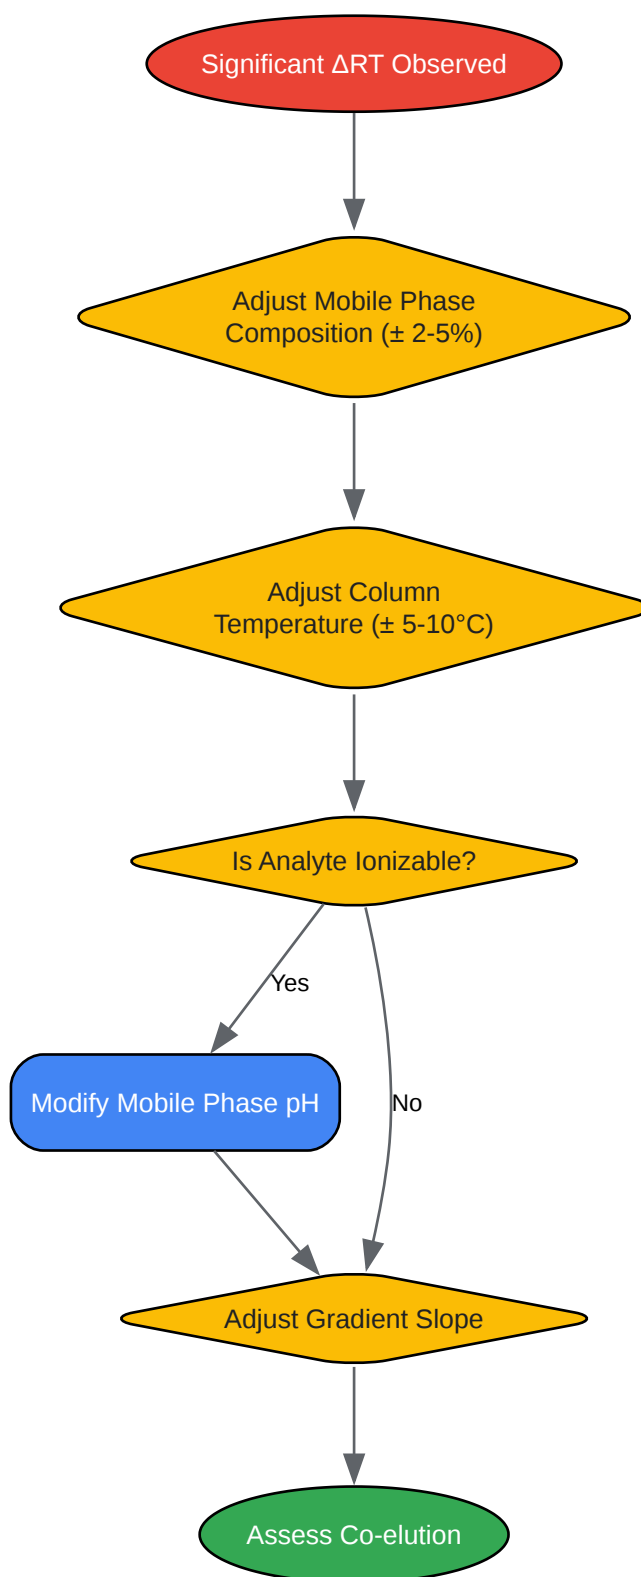 Significant ΔRT Observed
Adjust Mobile Phase
Composition (± 2-5%)
Adjust Column
Temperature (± 5-10°C)
Is Analyte Ionizable?
Yes
Modify Mobile Phase pH
No
Adjust Gradient Slope
Assess Co-elution